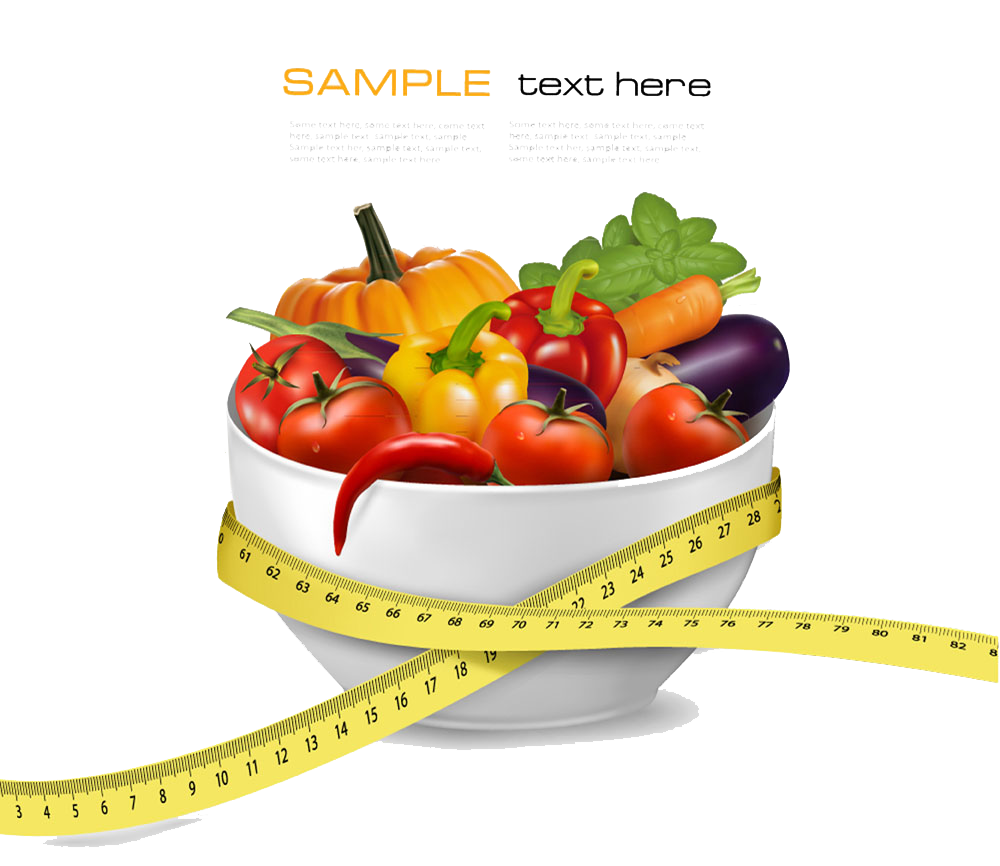 SAMPLE text here
Some text here, some text here, come text
here, sample text. sample text, sample
Sample text her, sample text, sample text,
some text here, sample text here
Some text here, some text here, come text
here, sample text. sample text, sample
Sample text her, sample text, sample text,
some text here, sample text here
61 62 63 64 65 66 67 68 69 70 71 72 73 74 75 76 77 78 79 80 81 82
3 4 5 6 7 8 9 10 11 12 13 14 15 16 17 18 19 22 23 24 25 26 27 28